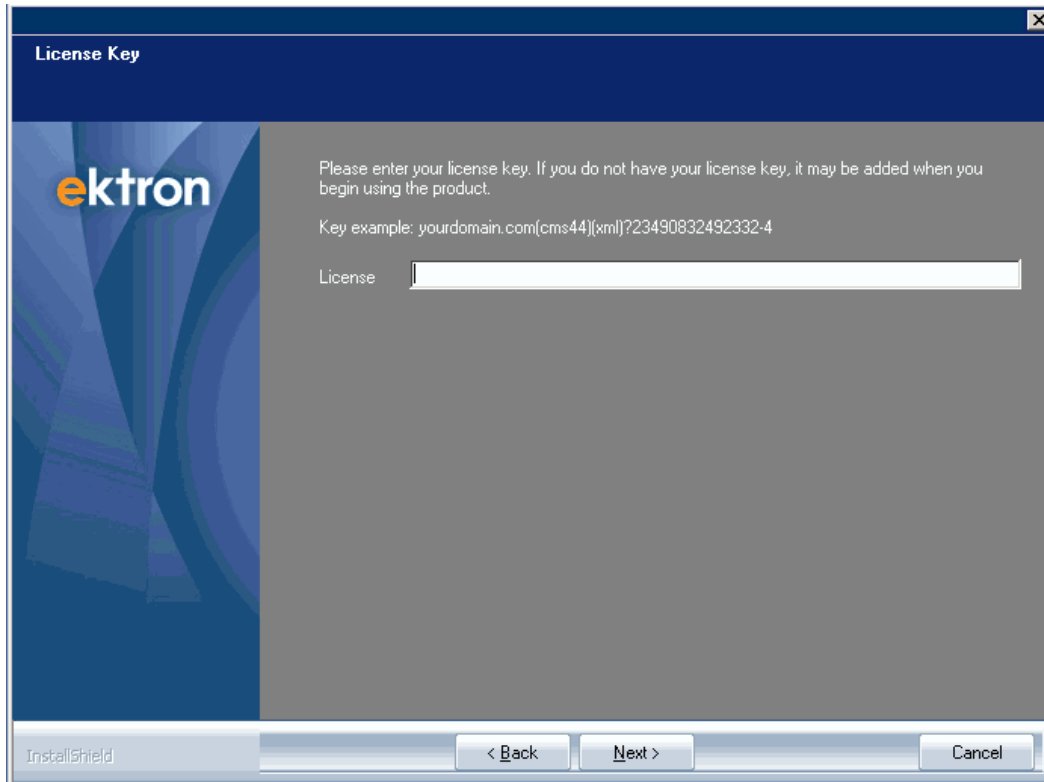 License Key
ektron
Please enter your license key. If you do not have your license key, it may be added when you
begin using the product.
Key example: yourdomain.com(cms44)(xml)?23490832492332-4
License
InstallShield
< Back
Next >
Cancel